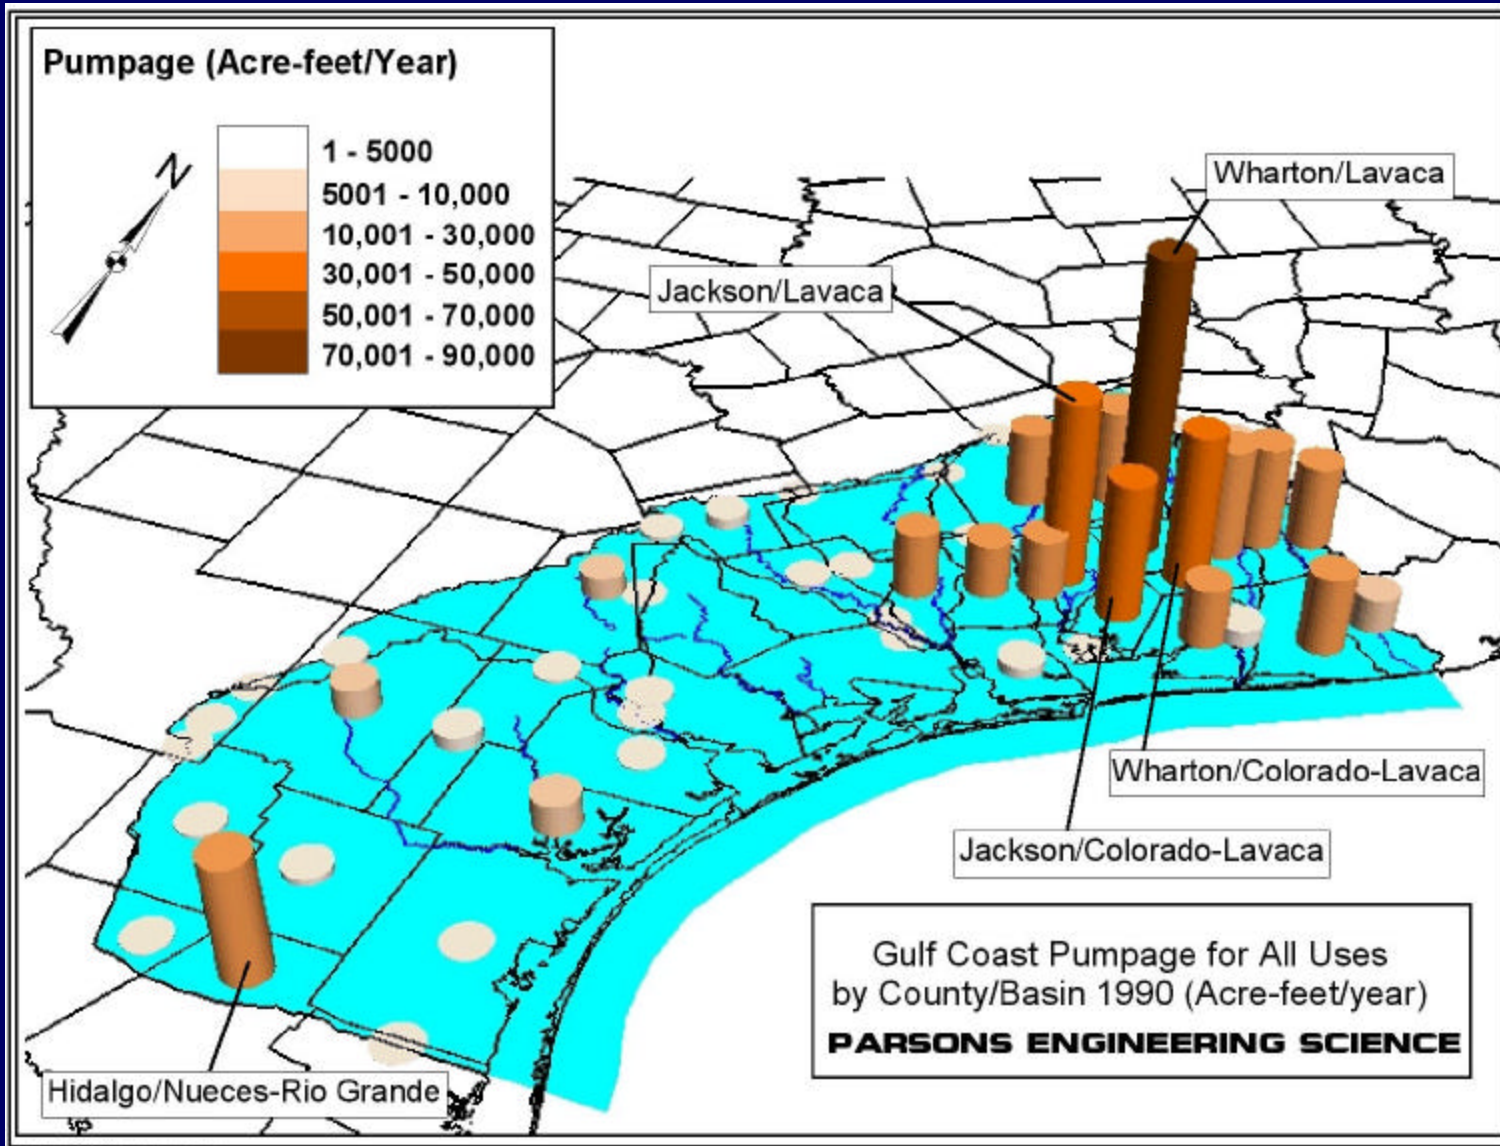 Pumpage (Acre-feet/Year)
N
1 - 5000
5001 - 10,000
10,001 - 30,000
30,001 - 50,000
50,001 - 70,000
70,001 - 90,000
Wharton/Lavaca
Jackson/Lavaca
Wharton/Colorado-Lavaca
Jackson/Colorado-Lavaca
Hidalgo/Nueces-Rio Grande
Gulf Coast Pumpage for All Uses
by County/Basin 1990 (Acre-feet/year)
PARSONS ENGINEERING SCIENCE